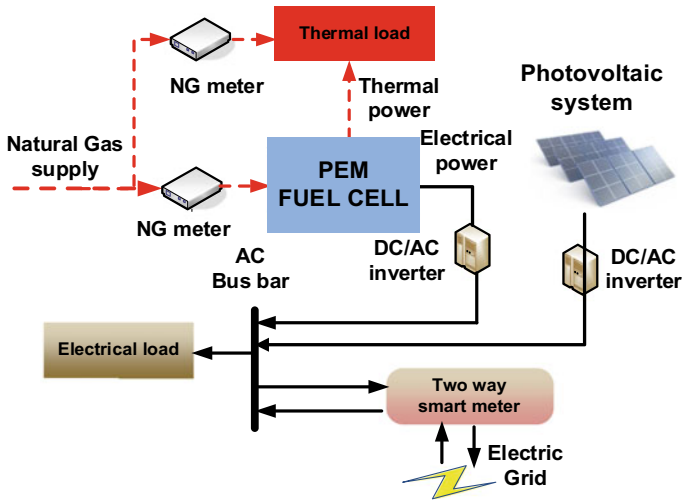 Thermal load
NG meter
Thermal
power
Photovoltaic
system
Natural Gas
supply
Electrical
power
PEM
FUEL CELL
NG meter
DC/AC
inverter
DC/AC
inverter
AC
Bus bar
Electrical load
Two way
smart meter
Electric
Grid